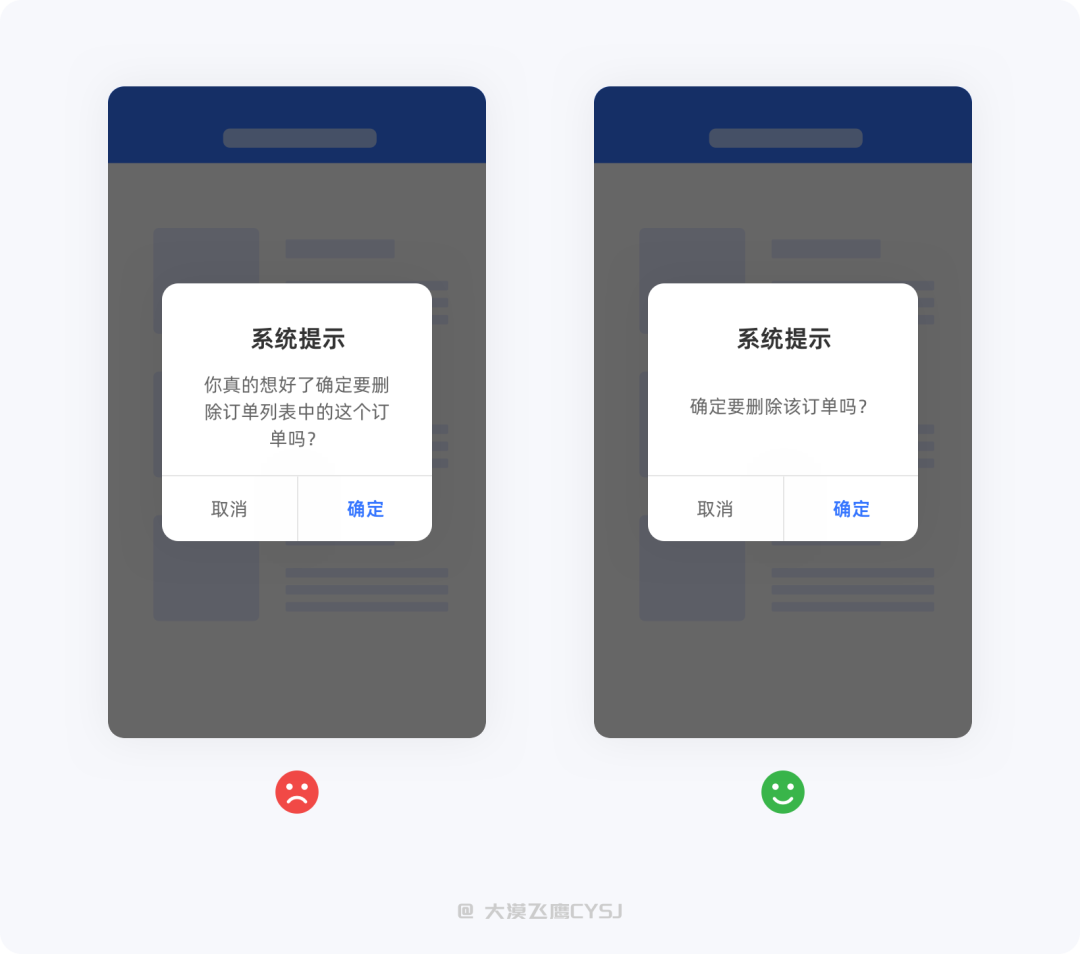 系统提示
你真的想好了确定要删
除订单列表中的这个订
单吗?
取消
确定
系统提示
确定要删除该订单吗?
取消
确定
@ 大漠飞鹰CYSJ